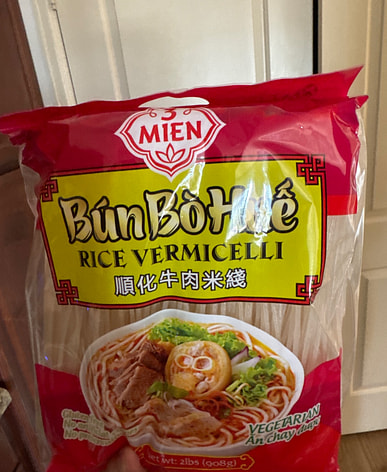 3
MIEN
Bún Bò Huế
RICE VERMICELLI
順化牛肉米綫
VEGETARIAN
Ăn chay được
Net wt: 2lbs (908g)